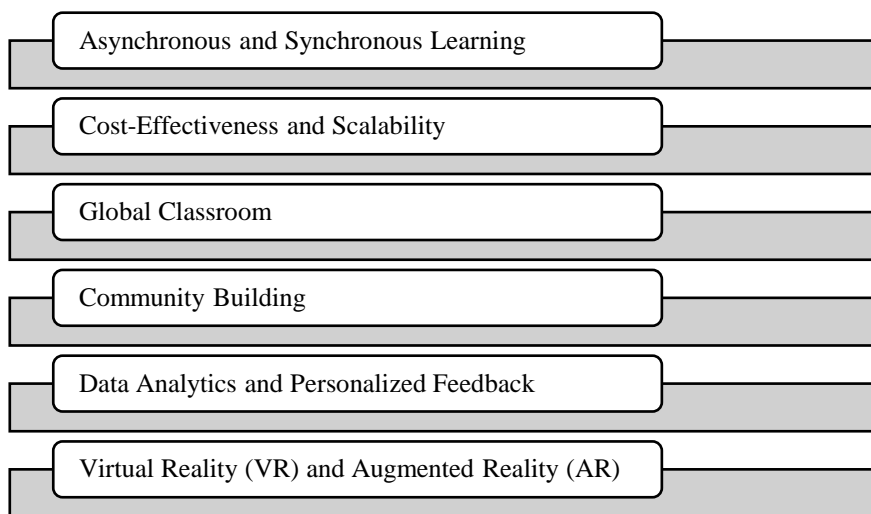 Asynchronous and Synchronous Learning
Cost-Effectiveness and Scalability
Global Classroom
Community Building
Data Analytics and Personalized Feedback
Virtual Reality (VR) and Augmented Reality (AR)